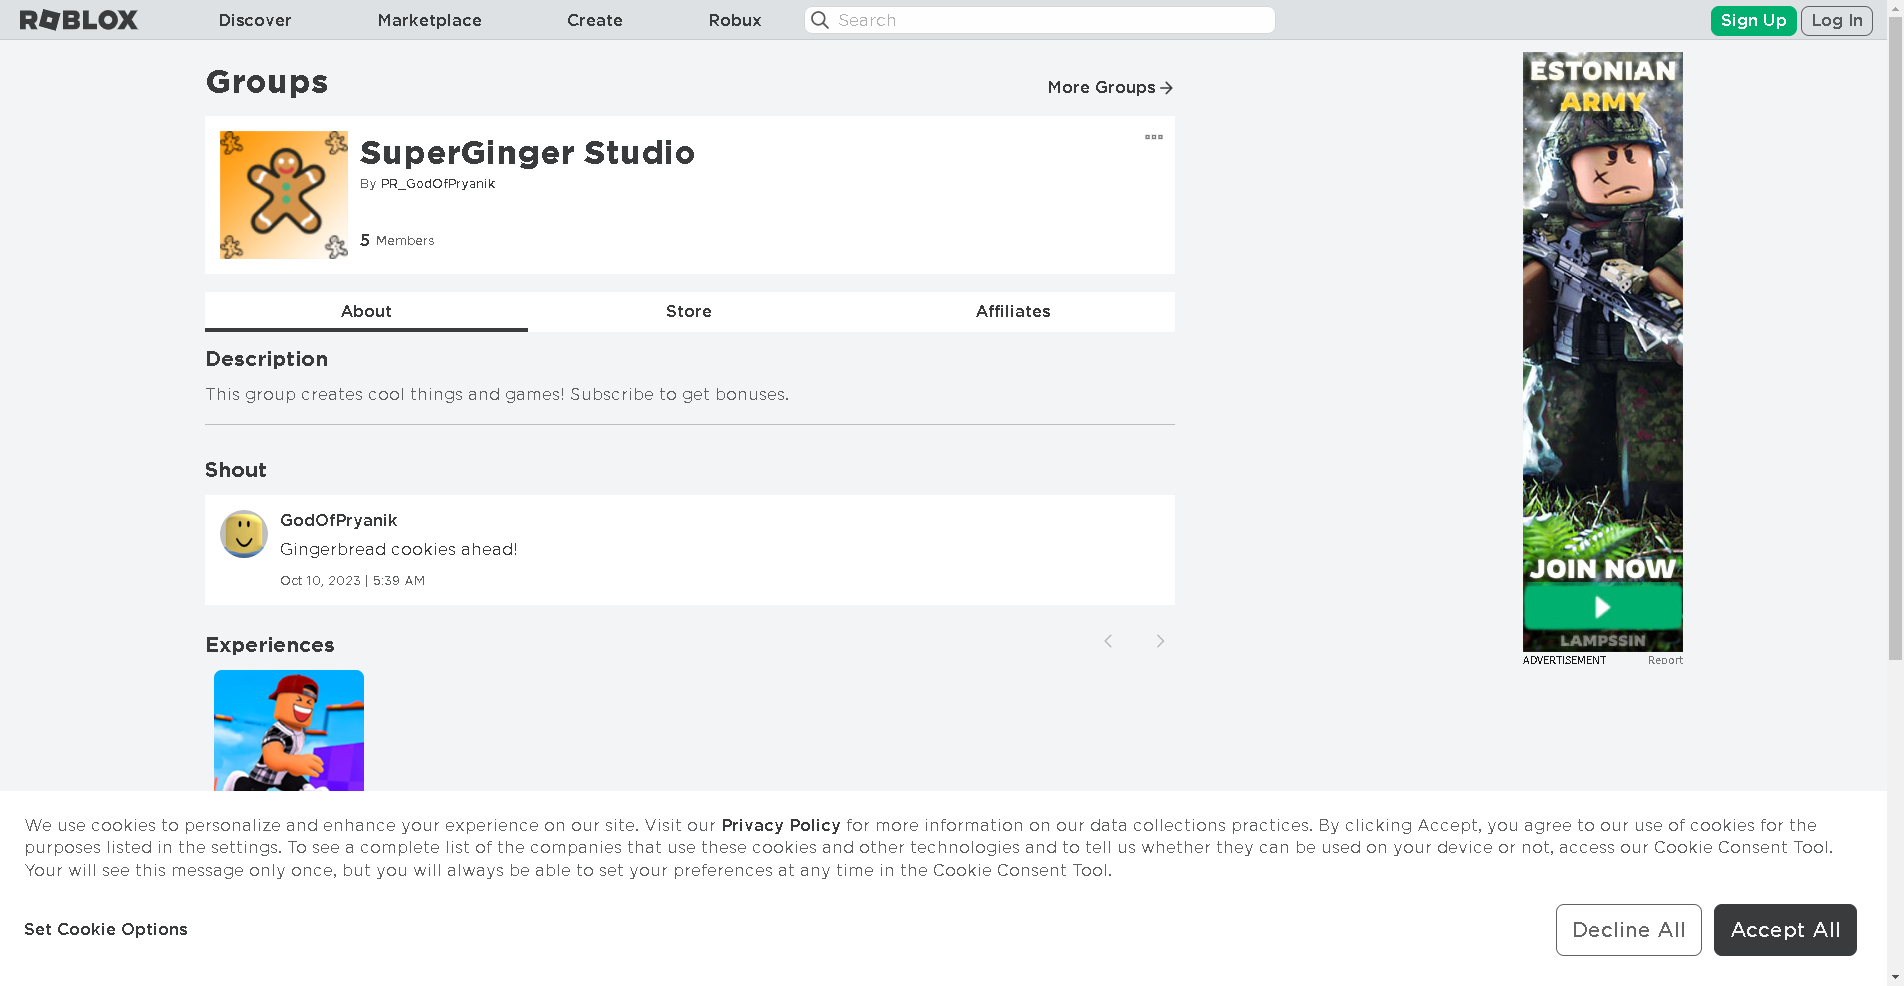 ROBLOX
Discover
Marketplace
Create
Robux
Search
Sign Up
Log In
Groups
More Groups
SuperGinger Studio
By PR_GodOfPryanik
5 Members
About
Store
Affiliates
Description
This group creates cool things and games! Subscribe to get bonuses.
Shout
GodOfPryanik
Gingerbread cookies ahead!
Oct 10, 2023 | 5:39 AM
Experiences
ESTONIAN
ARMY
JOIN NOW
LAMPSSIN
ADVERTISEMENT
Report
We use cookies to personalize and enhance your experience on our site. Visit our Privacy Policy for more information on our data collections practices. By clicking Accept, you agree to our use of cookies for the
purposes listed in the settings. To see a complete list of the companies that use these cookies and other technologies and to tell us whether they can be used on your device or not, access our Cookie Consent Tool.
Your will see this message only once, but you will always be able to set your preferences at any time in the Cookie Consent Tool.
Set Cookie Options
Decline All
Accept All